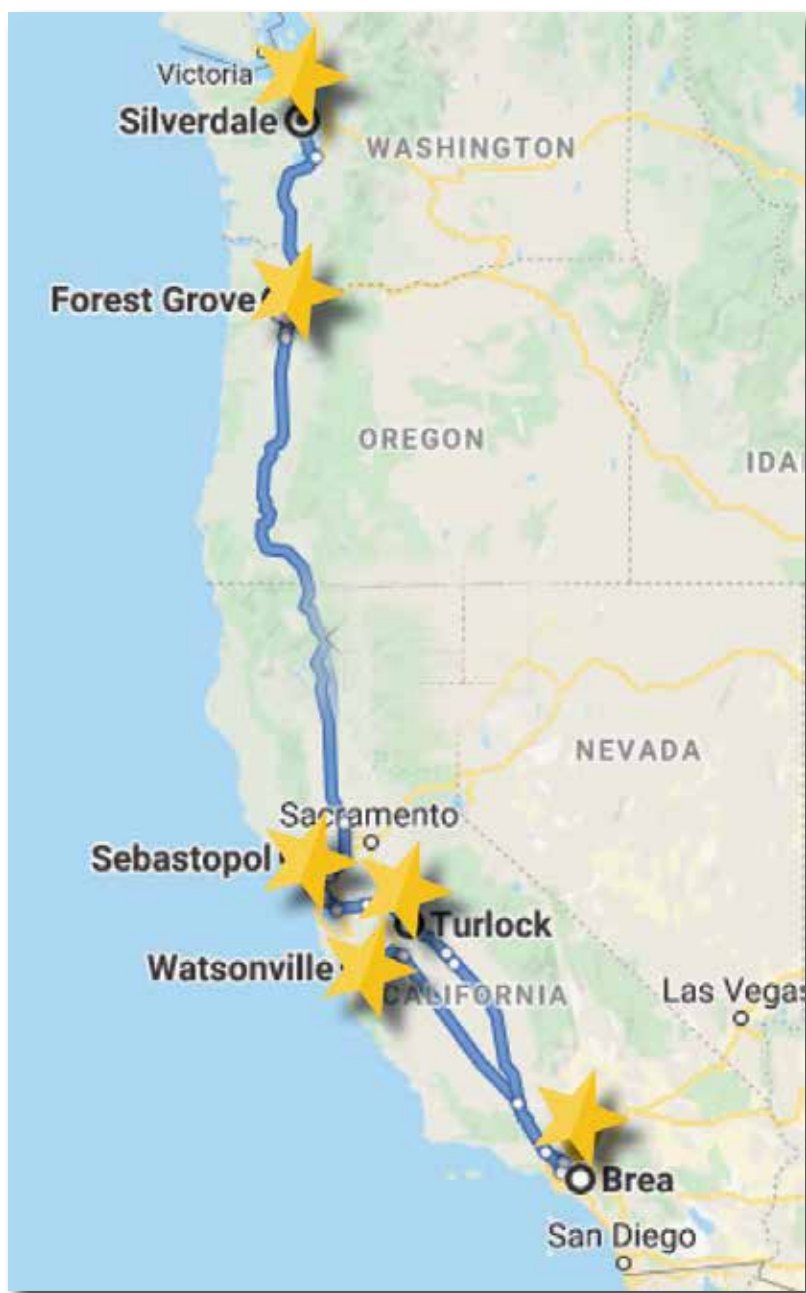 Victoria
Silverdale
WASHINGTON
Forest Grove
OREGON
IDA
NEVADA
Sacramento
Sebastopol
Turlock
Watsonville
CALIFORNIA
Las Vegas
Brea
San Diego